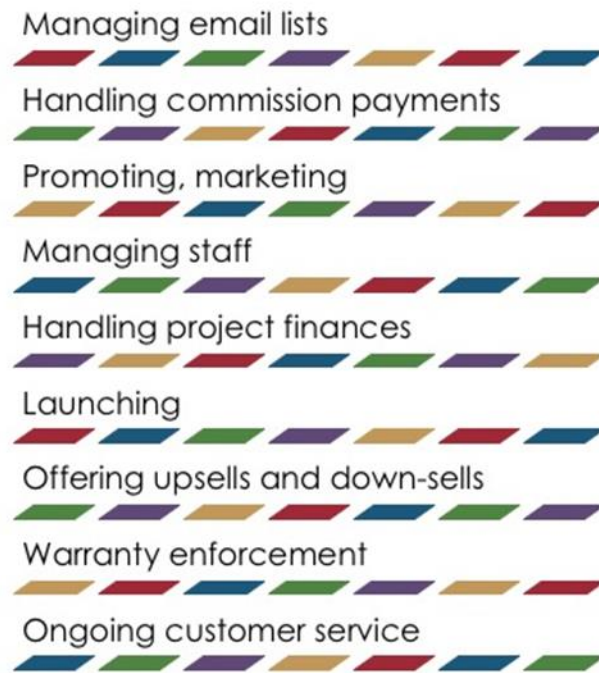 Managing email lists
Handling commission payments
Promoting, marketing
Managing staff
Handling project finances
Launching
Offering upsells and down-sells
Warranty enforcement
Ongoing customer service